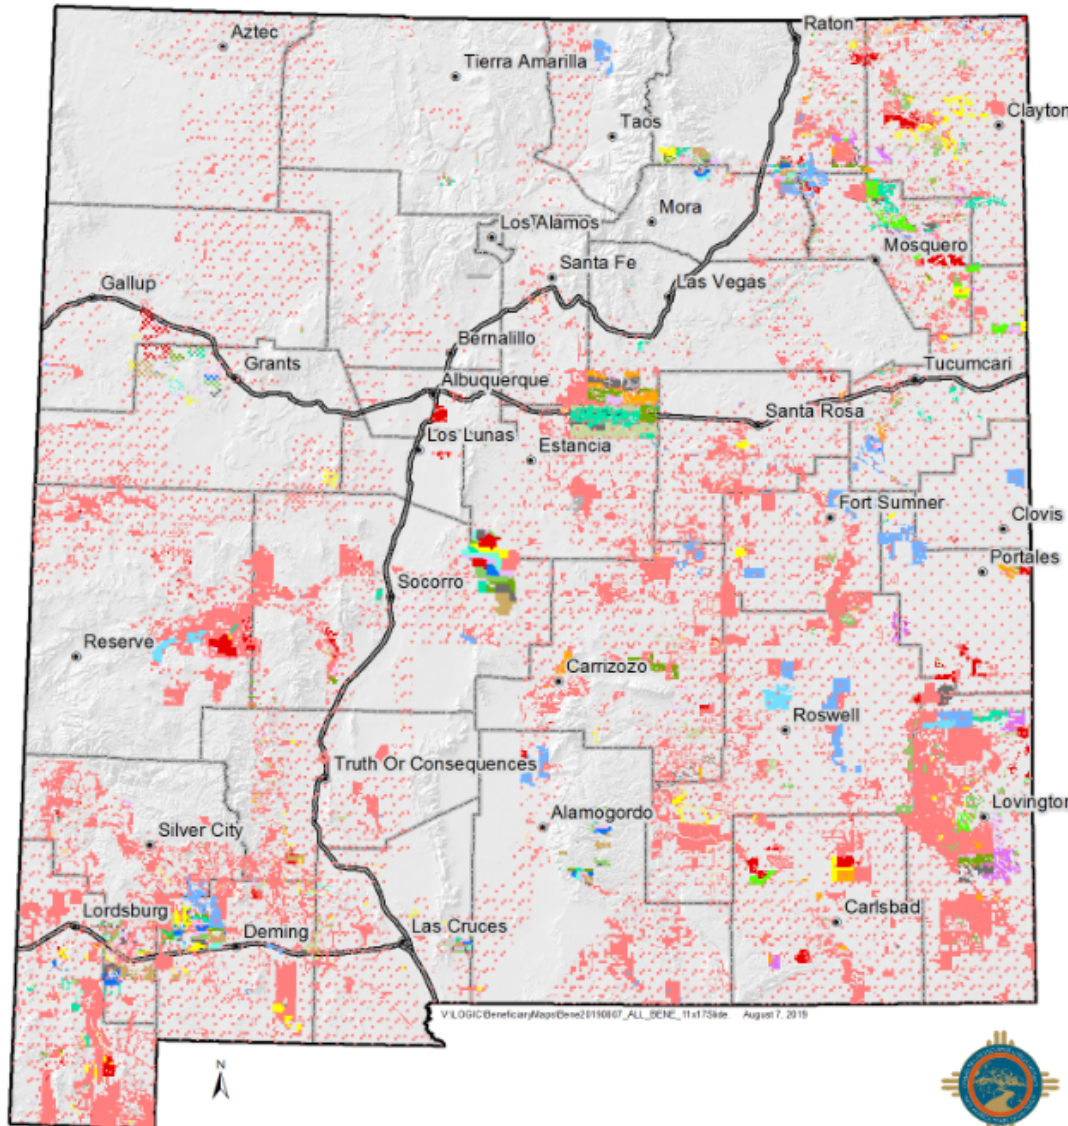 Raton
Aztec
Tierra Amarilla
Clayton
Taos
Mora
Los Alamos
Mosquero
Santa Fe
Las Vegas
Gallup
Bernalillo
Grants
Tucumcari
Albuquerque
Santa Rosa
Los Lunas
Estancia
Fort Sumner
Clovis
Portales
Socorro
Reserve
Carrizozo
Roswell
Truth Or Consequences
Lovington
Alamogordo
Silver City
Lordsburg
Carlsbad
Las Cruces
Deming
August 7, 2019
N